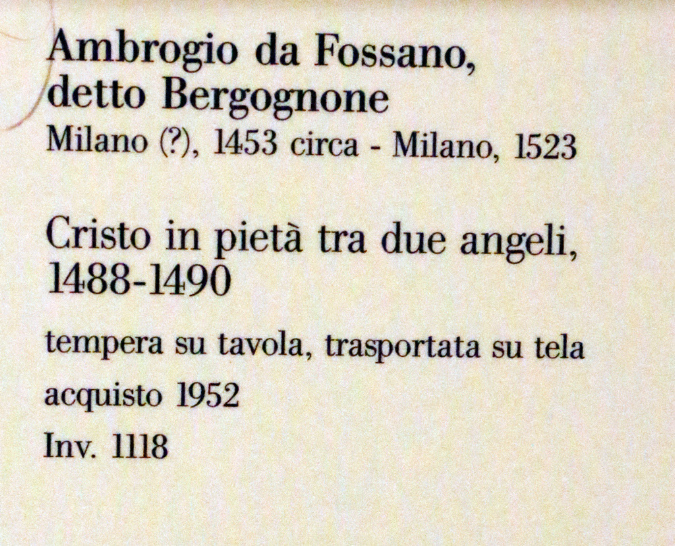 Ambrogio da Fossano,
detto Bergognone
Milano (?), 1453 circa - Milano, 1523
Cristo in pietà tra due angeli,
1488-1490
tempera su tavola, trasportata su tela
acquisto 1952
Inv. 1118